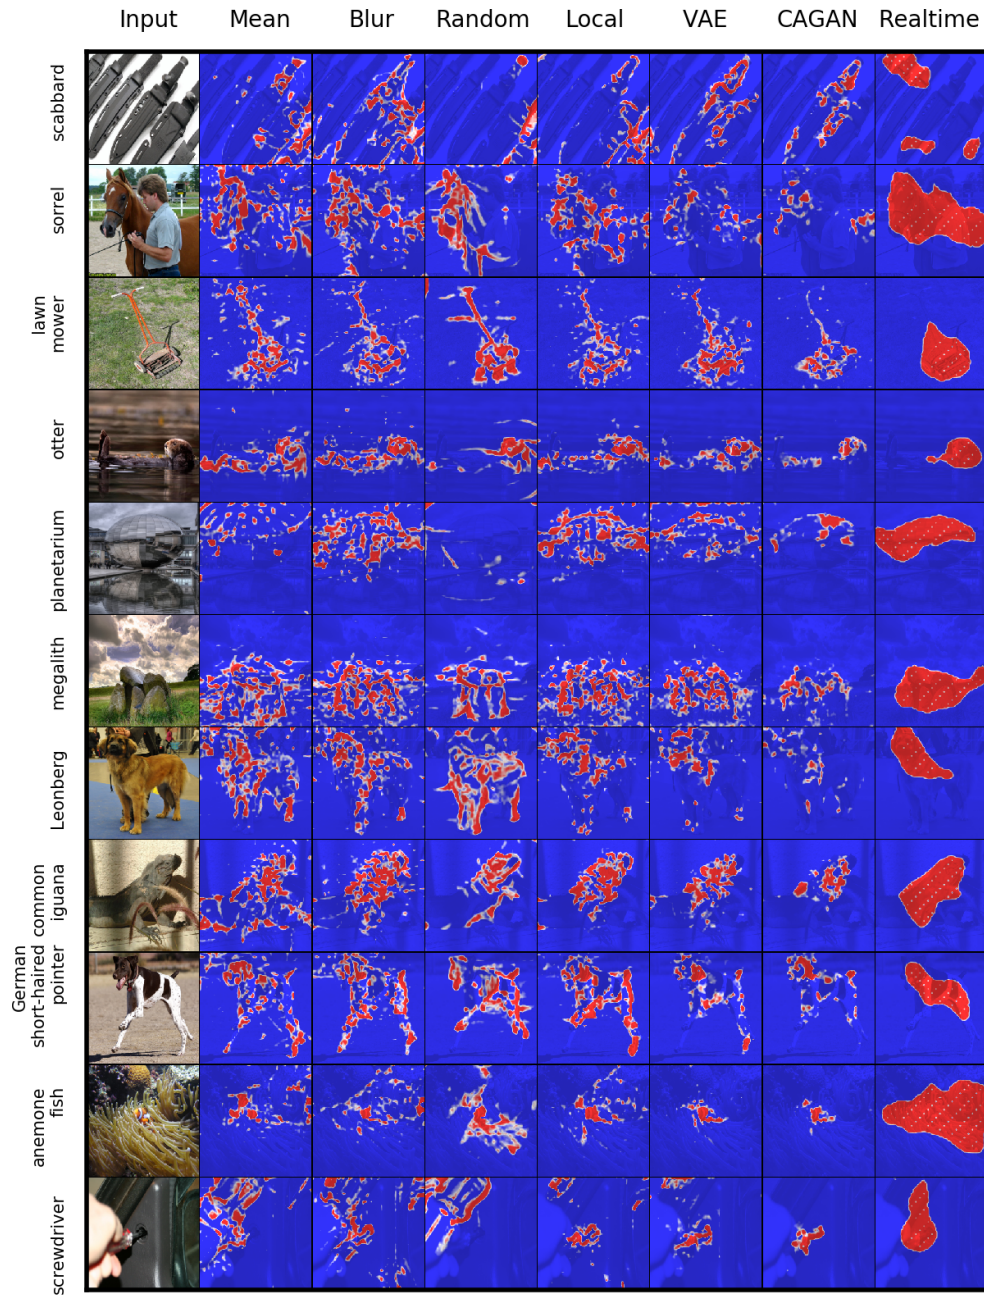 Input Mean Blur Random Local VAE CAGAN Realtime
scabbard
sorrel
lawn
mower
otter
planetarium
megalith
Leonberg
common
iguana
German
short-haired
pointer
anemone
fish
screwdriver